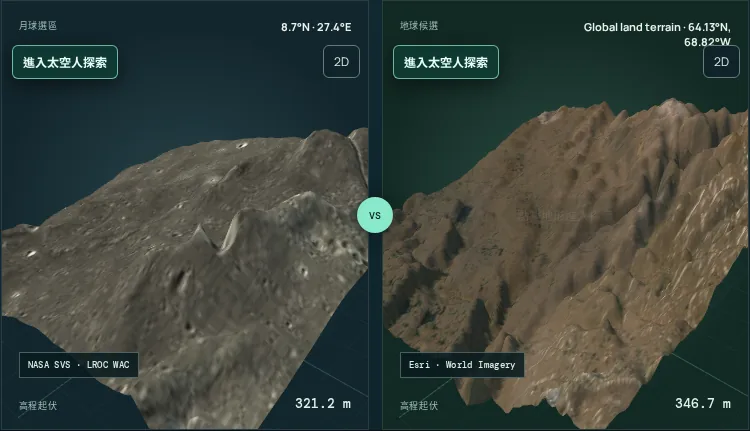 月球選區
8.7°N · 27.4°E
進入太空人探索
2D
NASA SVS · LROC WAC
高程起伏
321.2 m
VS
地球候選
Global land terrain · 64.13°N,
68.82°W
進入太空人探索
2D
Esri · World Imagery
高程起伏
346.7 m